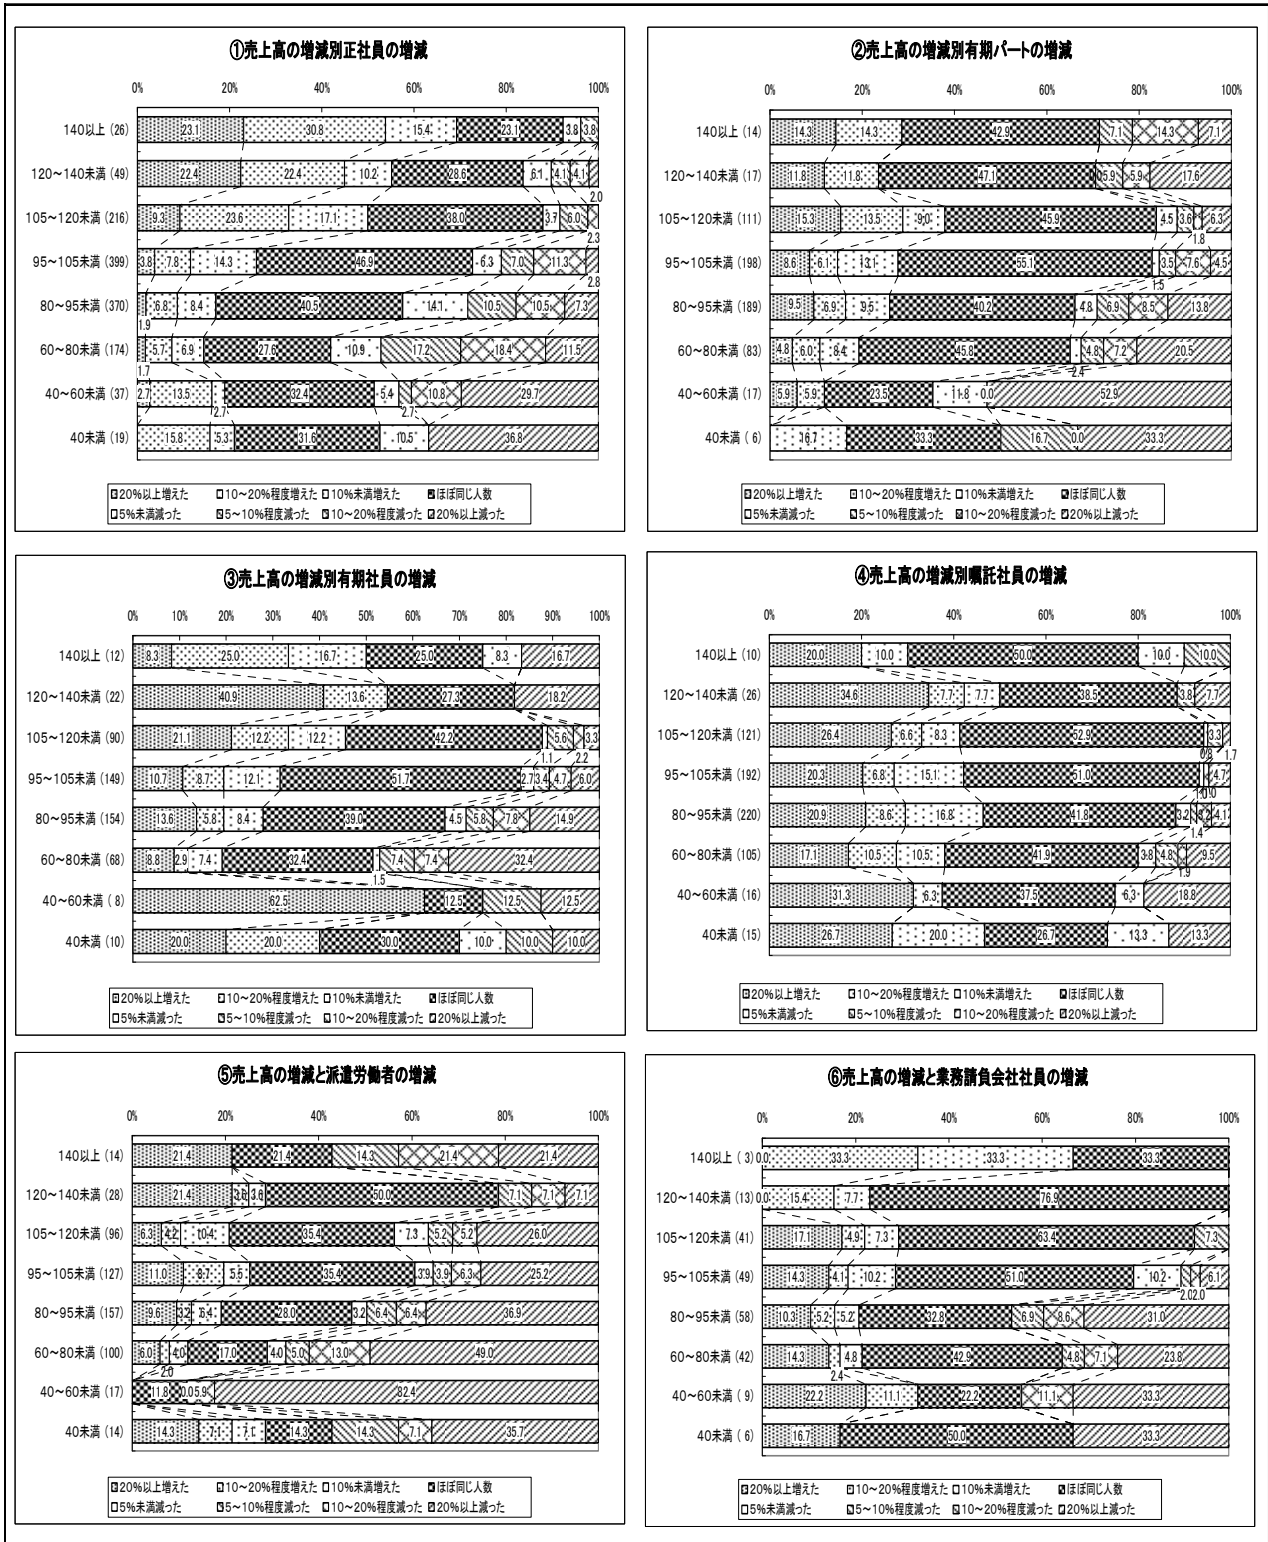 ①売上高の増減別正社員の増減
0% 20% 40% 60% 80% 100%
140以上 (26) 23.1 30.8 15.4 23.1 3.8 3.8
120～140未満 (49) 22.4 22.4 10.2 28.6 6.1 4.1 4.1
2.0
105～120未満 (216) 9.3 23.6 17.1 38.0 3.7 6.0
2.3
95～105未満 (399) 3.8 7.8 14.3 46.9 6.3 7.0 11.3
2.8
80～95未満 (370) 6.8 8.4 40.5 14.1 10.5 10.5 7.3
1.9
60～80未満 (174) 5.7 6.9 27.6 10.9 17.2 18.4 11.5
1.7
40～60未満 (37) 2.7 13.5 32.4 5.4 10.8 29.7
2.7 2.7
40未満 (19) 15.8 5.3 31.6 10.5 36.8
20%以上増えた 10～20%程度増えた 10%未満増えた ほぼ同じ人数
5%未満減った 5～10%程度減った 10～20%程度減った 20%以上減った
②売上高の増減別有期パートの増減
0% 20% 40% 60% 80% 100%
140以上 (14) 14.3 14.3 42.9 7.1 14.3 7.1
120～140未満 (17) 11.8 11.8 47.1 5.9 5.9 17.6
105～120未満 (111) 15.3 13.5 9.0 45.9 4.5 3.6 6.3
1.8
95～105未満 (198) 8.6 6.1 13.1 55.1 3.5 7.6 4.5
1.5
80～95未満 (189) 9.5 6.9 9.5 40.2 4.8 6.9 8.5 13.8
60～80未満 (83) 4.8 6.0 8.4 45.8 4.8 7.2 20.5
2.4
40～60未満 (17) 5.9 5.9 23.5 11.8 0.0 52.9
40未満 ( 6) 16.7 33.3 16.7 0.0 33.3
20%以上増えた 10～20%程度増えた 10%未満増えた ほぼ同じ人数
5%未満減った 5～10%程度減った 10～20%程度減った 20%以上減った
③売上高の増減別有期社員の増減
0% 10% 20% 30% 40% 50% 60% 70% 80% 90% 100%
140以上 (12) 8.3 25.0 16.7 25.0 8.3 16.7
120～140未満 (22) 40.9 13.6 27.3 18.2
105～120未満 (90) 21.1 12.2 12.2 42.2 5.6 3.3
1.1 2.2
95～105未満 (149) 10.7 8.7 12.1 51.7 2.7 3.4 4.7 6.0
80～95未満 (154) 13.6 5.8 8.4 39.0 4.5 5.8 7.8 14.9
60～80未満 (68) 8.8 2.9 7.4 32.4 7.4 7.4 32.4
1.5
40～60未満 ( 8) 62.5 12.5 12.5 12.5
40未満 (10) 20.0 20.0 30.0 10.0 10.0 10.0
20%以上増えた 10～20%程度増えた 10%未満増えた ほぼ同じ人数
5%未満減った 5～10%程度減った 10～20%程度減った 20%以上減った
④売上高の増減別嘱託社員の増減
0% 20% 40% 60% 80% 100%
140以上 (10) 20.0 10.0 50.0 10.0 10.0
120～140未満 (26) 34.6 7.7 7.7 38.5 3.8 7.7
105～120未満 (121) 26.4 6.6 8.3 52.9 3.3
0.8 1.7
95～105未満 (192) 20.3 6.8 15.1 51.0 4.7
80～95未満 (220) 20.9 8.6 16.8 41.8 3.2 3.2 4.1
1.4
60～80未満 (105) 17.1 10.5 10.5 41.9 3.8 4.8 9.5
1.9
40～60未満 (16) 31.3 6.3 37.5 6.3 18.8
40未満 (15) 26.7 20.0 26.7 13.3 13.3
20%以上増えた 10～20%程度増えた 10%未満増えた ほぼ同じ人数
5%未満減った 5～10%程度減った 10～20%程度減った 20%以上減った
⑤売上高の増減と派遣労働者の増減
0% 20% 40% 60% 80% 100%
140以上 (14) 21.4 21.4 14.3 21.4 21.4
120～140未満 (28) 21.4 3.6 3.6 50.0 7.1 7.1 7.1
105～120未満 (96) 6.3 4.2 10.4 35.4 7.3 5.2 5.2 26.0
95～105未満 (127) 11.0 8.7 5.5 35.4 3.9 3.9 6.3 25.2
80～95未満 (157) 9.6 3.2 6.4 28.0 3.2 6.4 6.4 36.9
60～80未満 (100) 6.0 4.0 17.0 4.0 5.0 13.0 49.0
2.0
40～60未満 (17) 11.8 0.0 5.9 82.4
40未満 (14) 14.3 7.1 7.1 14.3 14.3 7.1 35.7
20%以上増えた 10～20%程度増えた 10%未満増えた ほぼ同じ人数
5%未満減った 5～10%程度減った 10～20%程度減った 20%以上減った
⑥売上高の増減と業務請負会社社員の増減
0% 20% 40% 60% 80% 100%
140以上 ( 3) 0.0 33.3 33.3 33.3
120～140未満 (13) 0.0 15.4 7.7 76.9
105～120未満 (41) 17.1 4.9 7.3 63.4 7.3
95～105未満 (49) 14.3 4.1 10.2 51.0 10.2 6.1
2.0 2.0
80～95未満 (58) 10.3 5.2 5.2 32.8 6.9 8.6 31.0
60～80未満 (42) 14.3 4.8 42.9 4.8 7.1 23.8
2.4
40～60未満 ( 9) 22.2 11.1 22.2 11.1 33.3
40未満 ( 6) 16.7 50.0 33.3
20%以上増えた 10～20%程度増えた 10%未満増えた ほぼ同じ人数
5%未満減った 5～10%程度減った 10～20%程度減った 20%以上減った